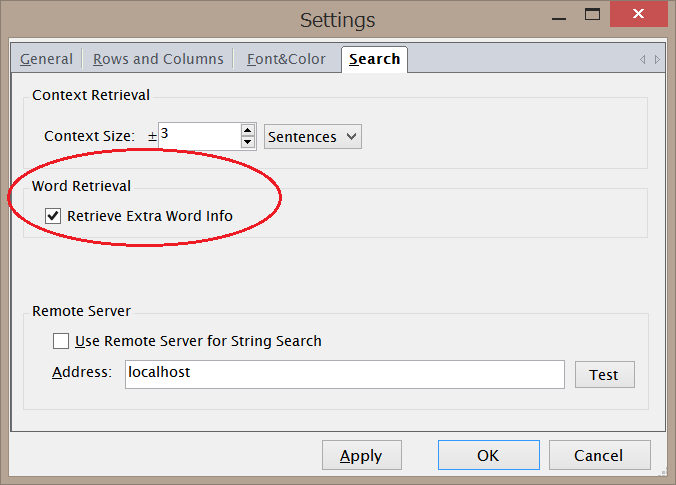 Settings
General Rows and Columns Font&Color Search
Context Retrieval
Context Size: ±3 Sentences
Word Retrieval
Retrieve Extra Word Info
Remote Server
Use Remote Server for String Search
Address: localhost Test
Apply OK Cancel